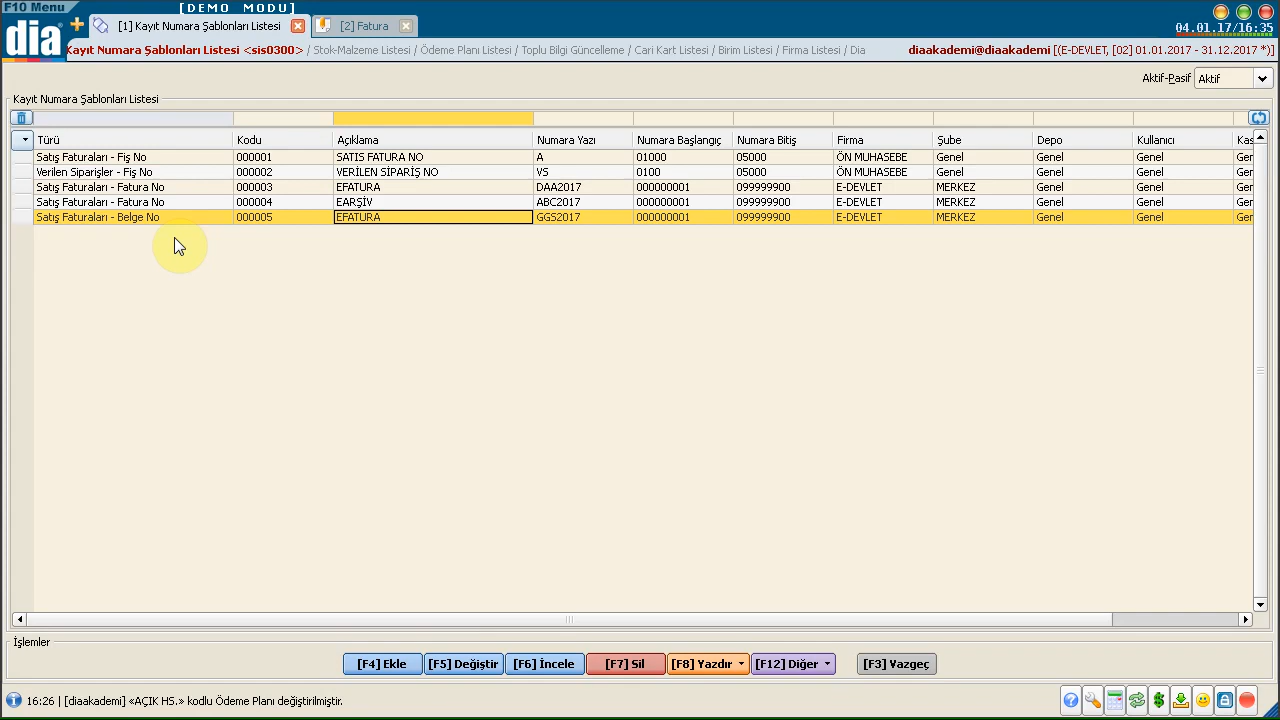 F10 Menu [DEMO MODU]
dia [1] Kayıt Numara Şablonları Listesi [2] Fatura 04.01.17/16:35
Kayıt Numara Şablonları Listesi <sis0300> / Stok-Malzeme Listesi / Ödeme Planı Listesi / Toplu Bilgi Güncelleme / Cari Kart Listesi / Birim Listesi / Firma Listesi / Dia diaakademi@diaakademi [(E-DEVLET, [02] 01.01.2017 - 31.12.2017 *)]
Aktif-Pasif Aktif
Kayıt Numara Şablonları Listesi
Türü Kodu Açıklama Numara Yazı Numara Başlangıç Numara Bitiş Firma Şube Depo Kullanıcı Kas
Satış Faturaları - Fiş No 000001 SATIS FATURA NO A 01000 05000 ÖN MUHASEBE Genel Genel Genel Ger
Verilen Siparişler - Fiş No 000002 VERİLEN SİPARİŞ NO VS 0100 05000 ÖN MUHASEBE Genel Genel Genel Ger
Satış Faturaları - Fatura No 000003 EFATURA DAA2017 000000001 099999900 E-DEVLET MERKEZ Genel Genel Ger
Satış Faturaları - Fatura No 000004 EARŞİV ABC2017 000000001 099999900 E-DEVLET MERKEZ Genel Genel Ger
Satış Faturaları - Belge No 000005 EFATURA GGS2017 000000001 099999900 E-DEVLET MERKEZ Genel Genel Ger
İşlemler
[F4] Ekle [F5] Değiştir [F6] İncele [F7] Sil [F8] Yazdır [F12] Diğer [F3] Vazgeç
16:26 | [diaakademi] «AÇIK HS.» kodlu Ödeme Planı değiştirilmiştir.